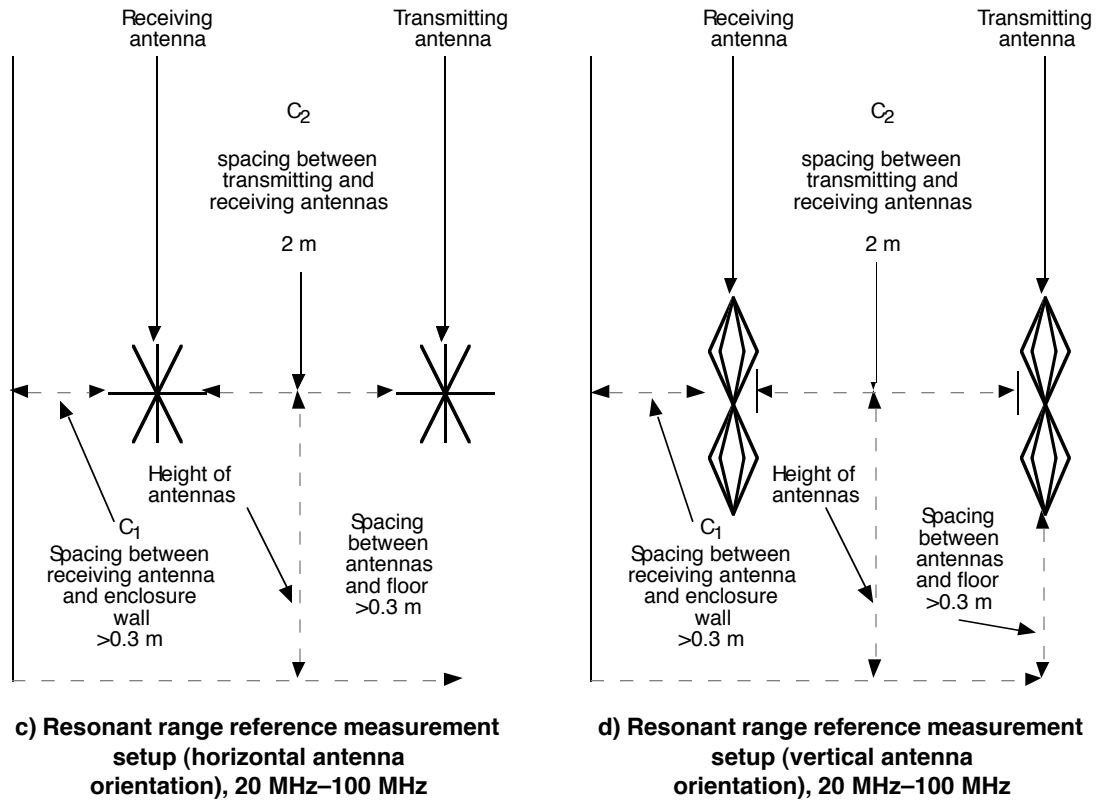 Receiving
antenna
Transmitting
antenna
C2
spacing between
transmitting and
receiving antennas
2 m
Height of
antennas
C1
Spacing between
receiving antenna
and enclosure
wall
>0.3 m
Spacing
between
antennas
and floor
>0.3 m
c) Resonant range reference measurement
setup (horizontal antenna
orientation), 20 MHz–100 MHz
Receiving
antenna
Transmitting
antenna
C2
spacing between
transmitting and
receiving antennas
2 m
Height of
antennas
C1
Spacing between
receiving antenna
and enclosure
wall
>0.3 m
Spacing
between
antennas
and floor
>0.3 m
d) Resonant range reference measurement
setup (vertical antenna
orientation), 20 MHz–100 MHz